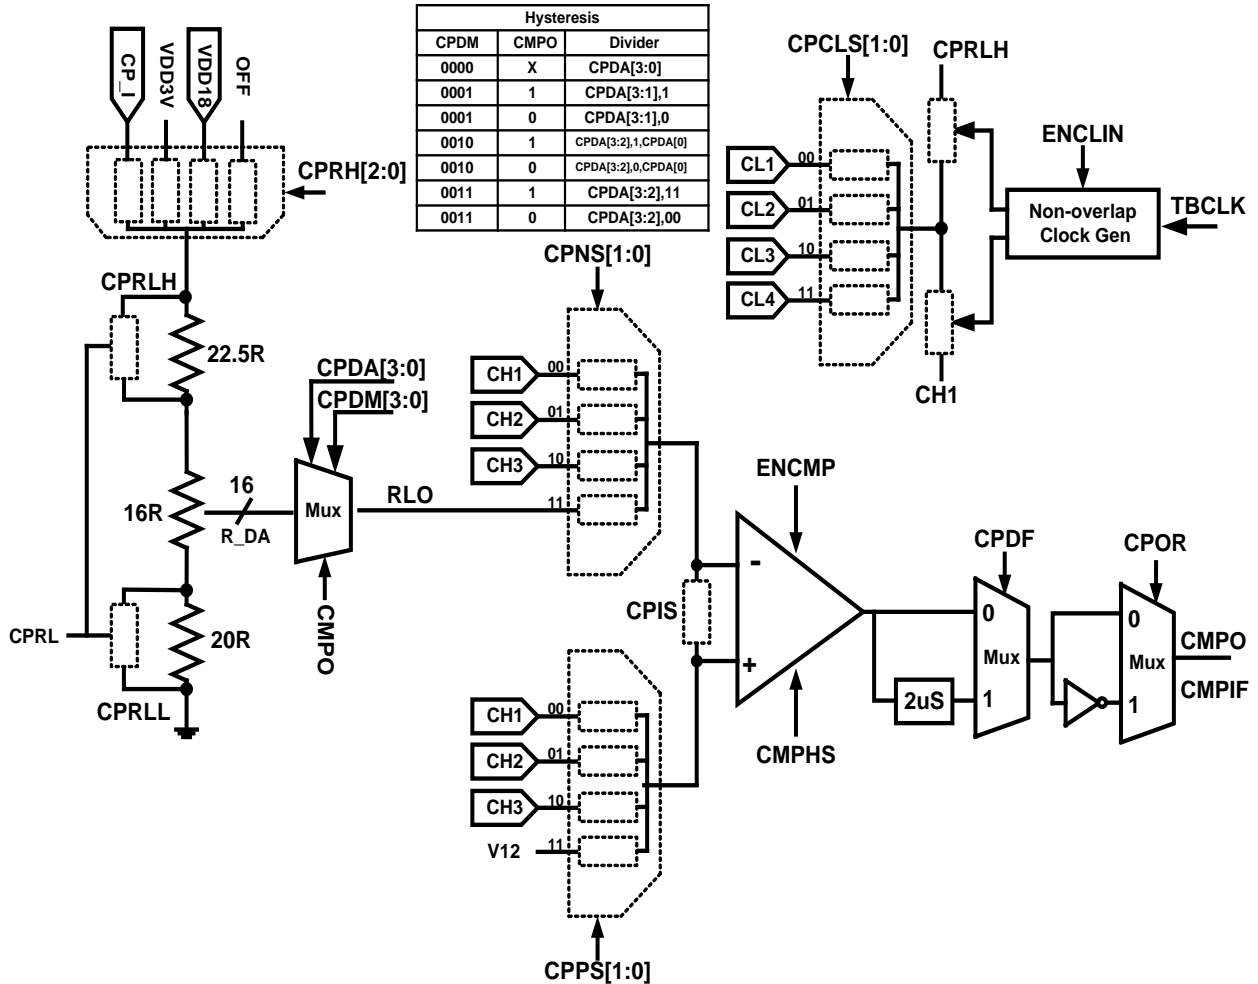 CP_I
VDD3V
VDD18
OFF
CPRH[2:0]
CPRLH
22.5R
16R
20R
CPRL
CPRLL
16
R_DA
CPDA[3:0]
CPDM[3:0]
Mux
CMPO
RLO
Hysteresis
CPDM CMPO Divider
0000 X CPDA[3:0]
0001 1 CPDA[3:1],1
0001 0 CPDA[3:1],0
0010 1 CPDA[3:2],1,CPDA[0]
0010 0 CPDA[3:2],0,CPDA[0]
0011 1 CPDA[3:2],11
0011 0 CPDA[3:2],00
CPNS[1:0]
CH1 00
CH2 01
CH3 10
11
CPCLS[1:0]
CL1 00
CL2 01
CL3 10
CL4 11
CPRLH
CH1
ENCLIN
Non-overlap
Clock Gen
TBCLK
CPIS
CH1 00
CH2 01
CH3 10
V12 11
CPPS[1:0]
ENCMP
-
+
CMPHS
2uS
CPDF
0
Mux
1
CPOR
0
Mux
1
CMPO
CMPIF